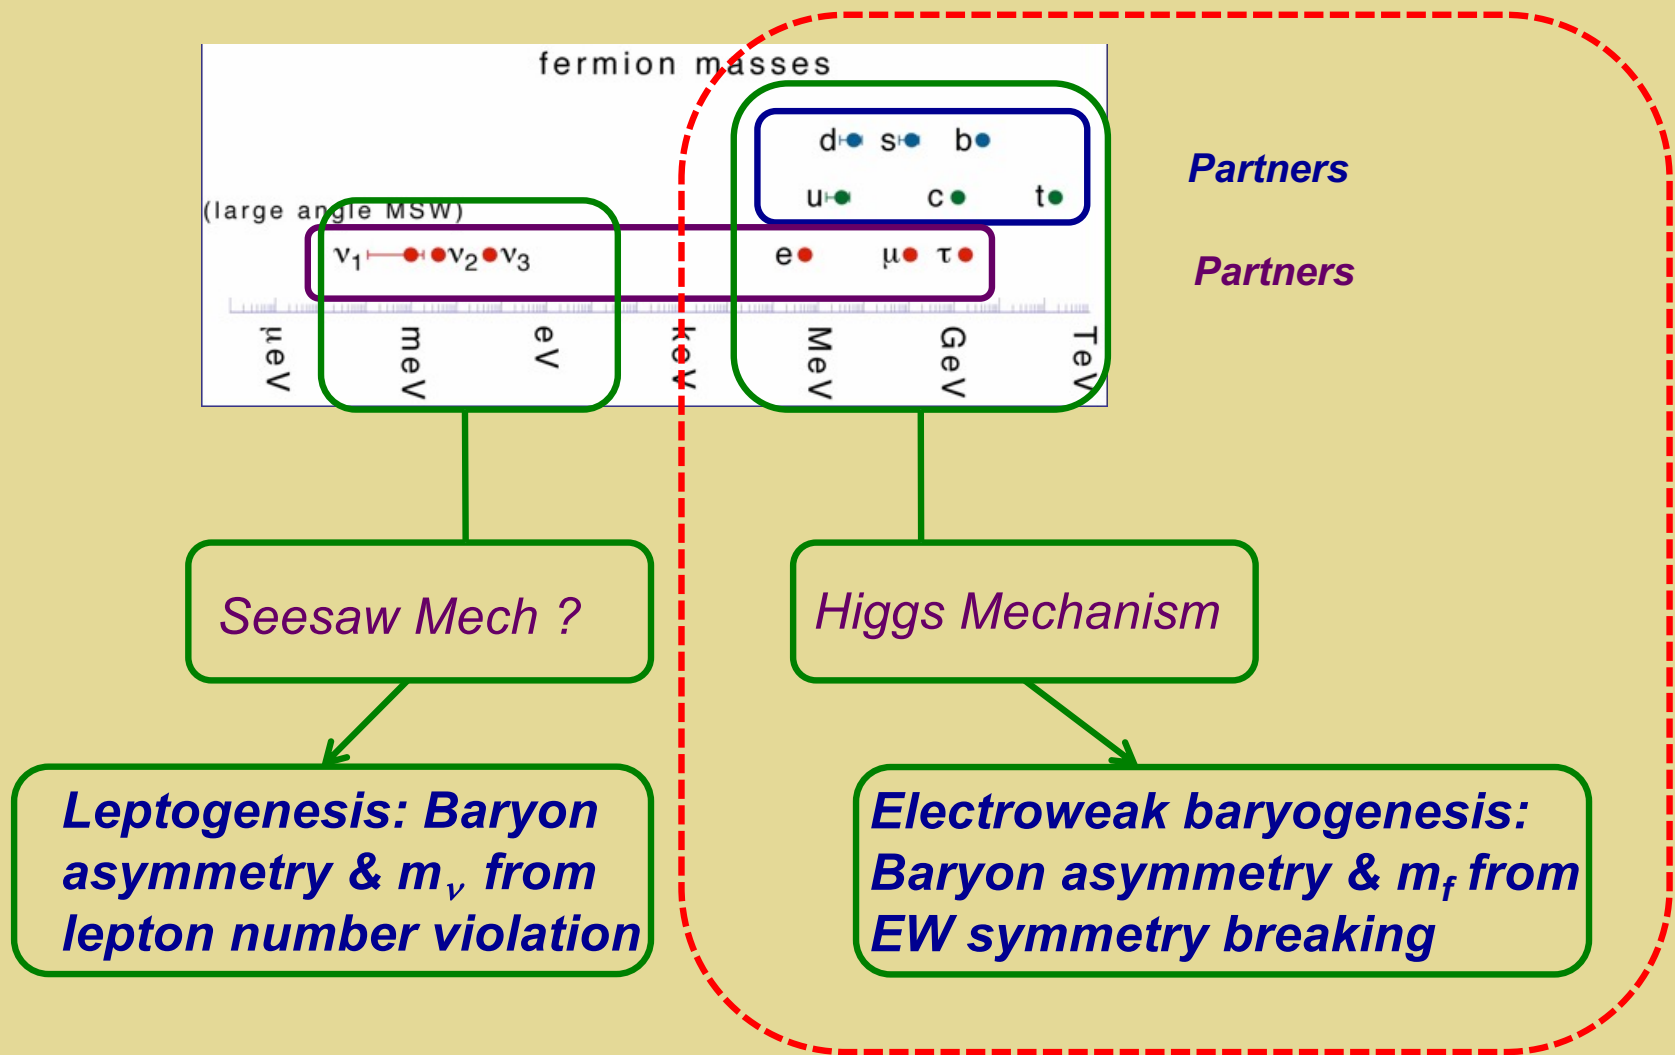 fermion masses
d s b
Partners
u c t
(large angle MSW)
ν1 ν2 ν3 e μ τ
Partners
μeV meV eV keV MeV GeV TeV
Seesaw Mech ?
Higgs Mechanism
Leptogenesis: Baryon
asymmetry & mν from
lepton number violation
Electroweak baryogenesis:
Baryon asymmetry & mf from
EW symmetry breaking